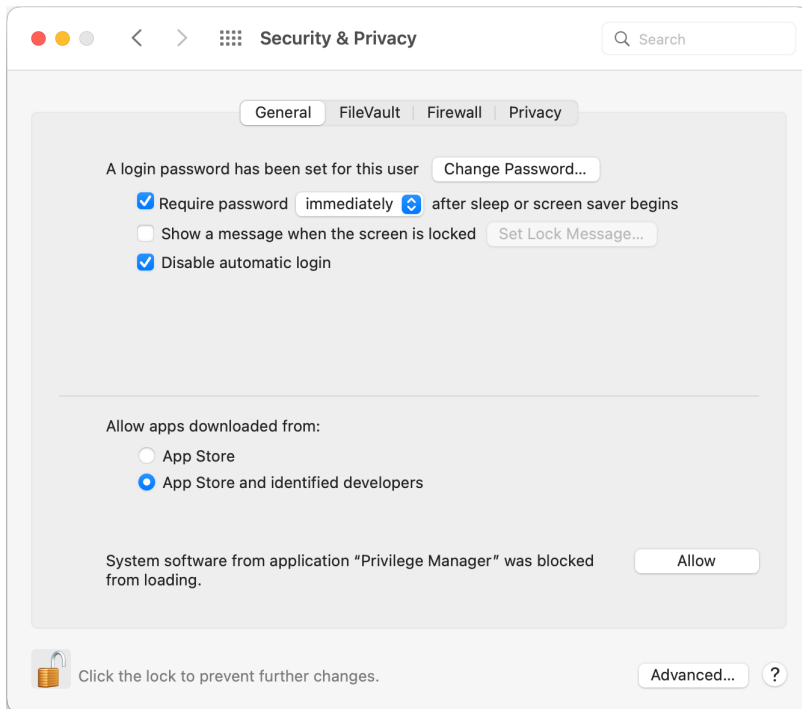 Security & Privacy
Search
General FileVault Firewall Privacy
A login password has been set for this user Change Password...
Require password immediately after sleep or screen saver begins
Show a message when the screen is locked Set Lock Message...
Disable automatic login
Allow apps downloaded from:
App Store
App Store and identified developers
System software from application “Privilege Manager” was blocked
from loading.
Allow
Click the lock to prevent further changes.
Advanced... ?